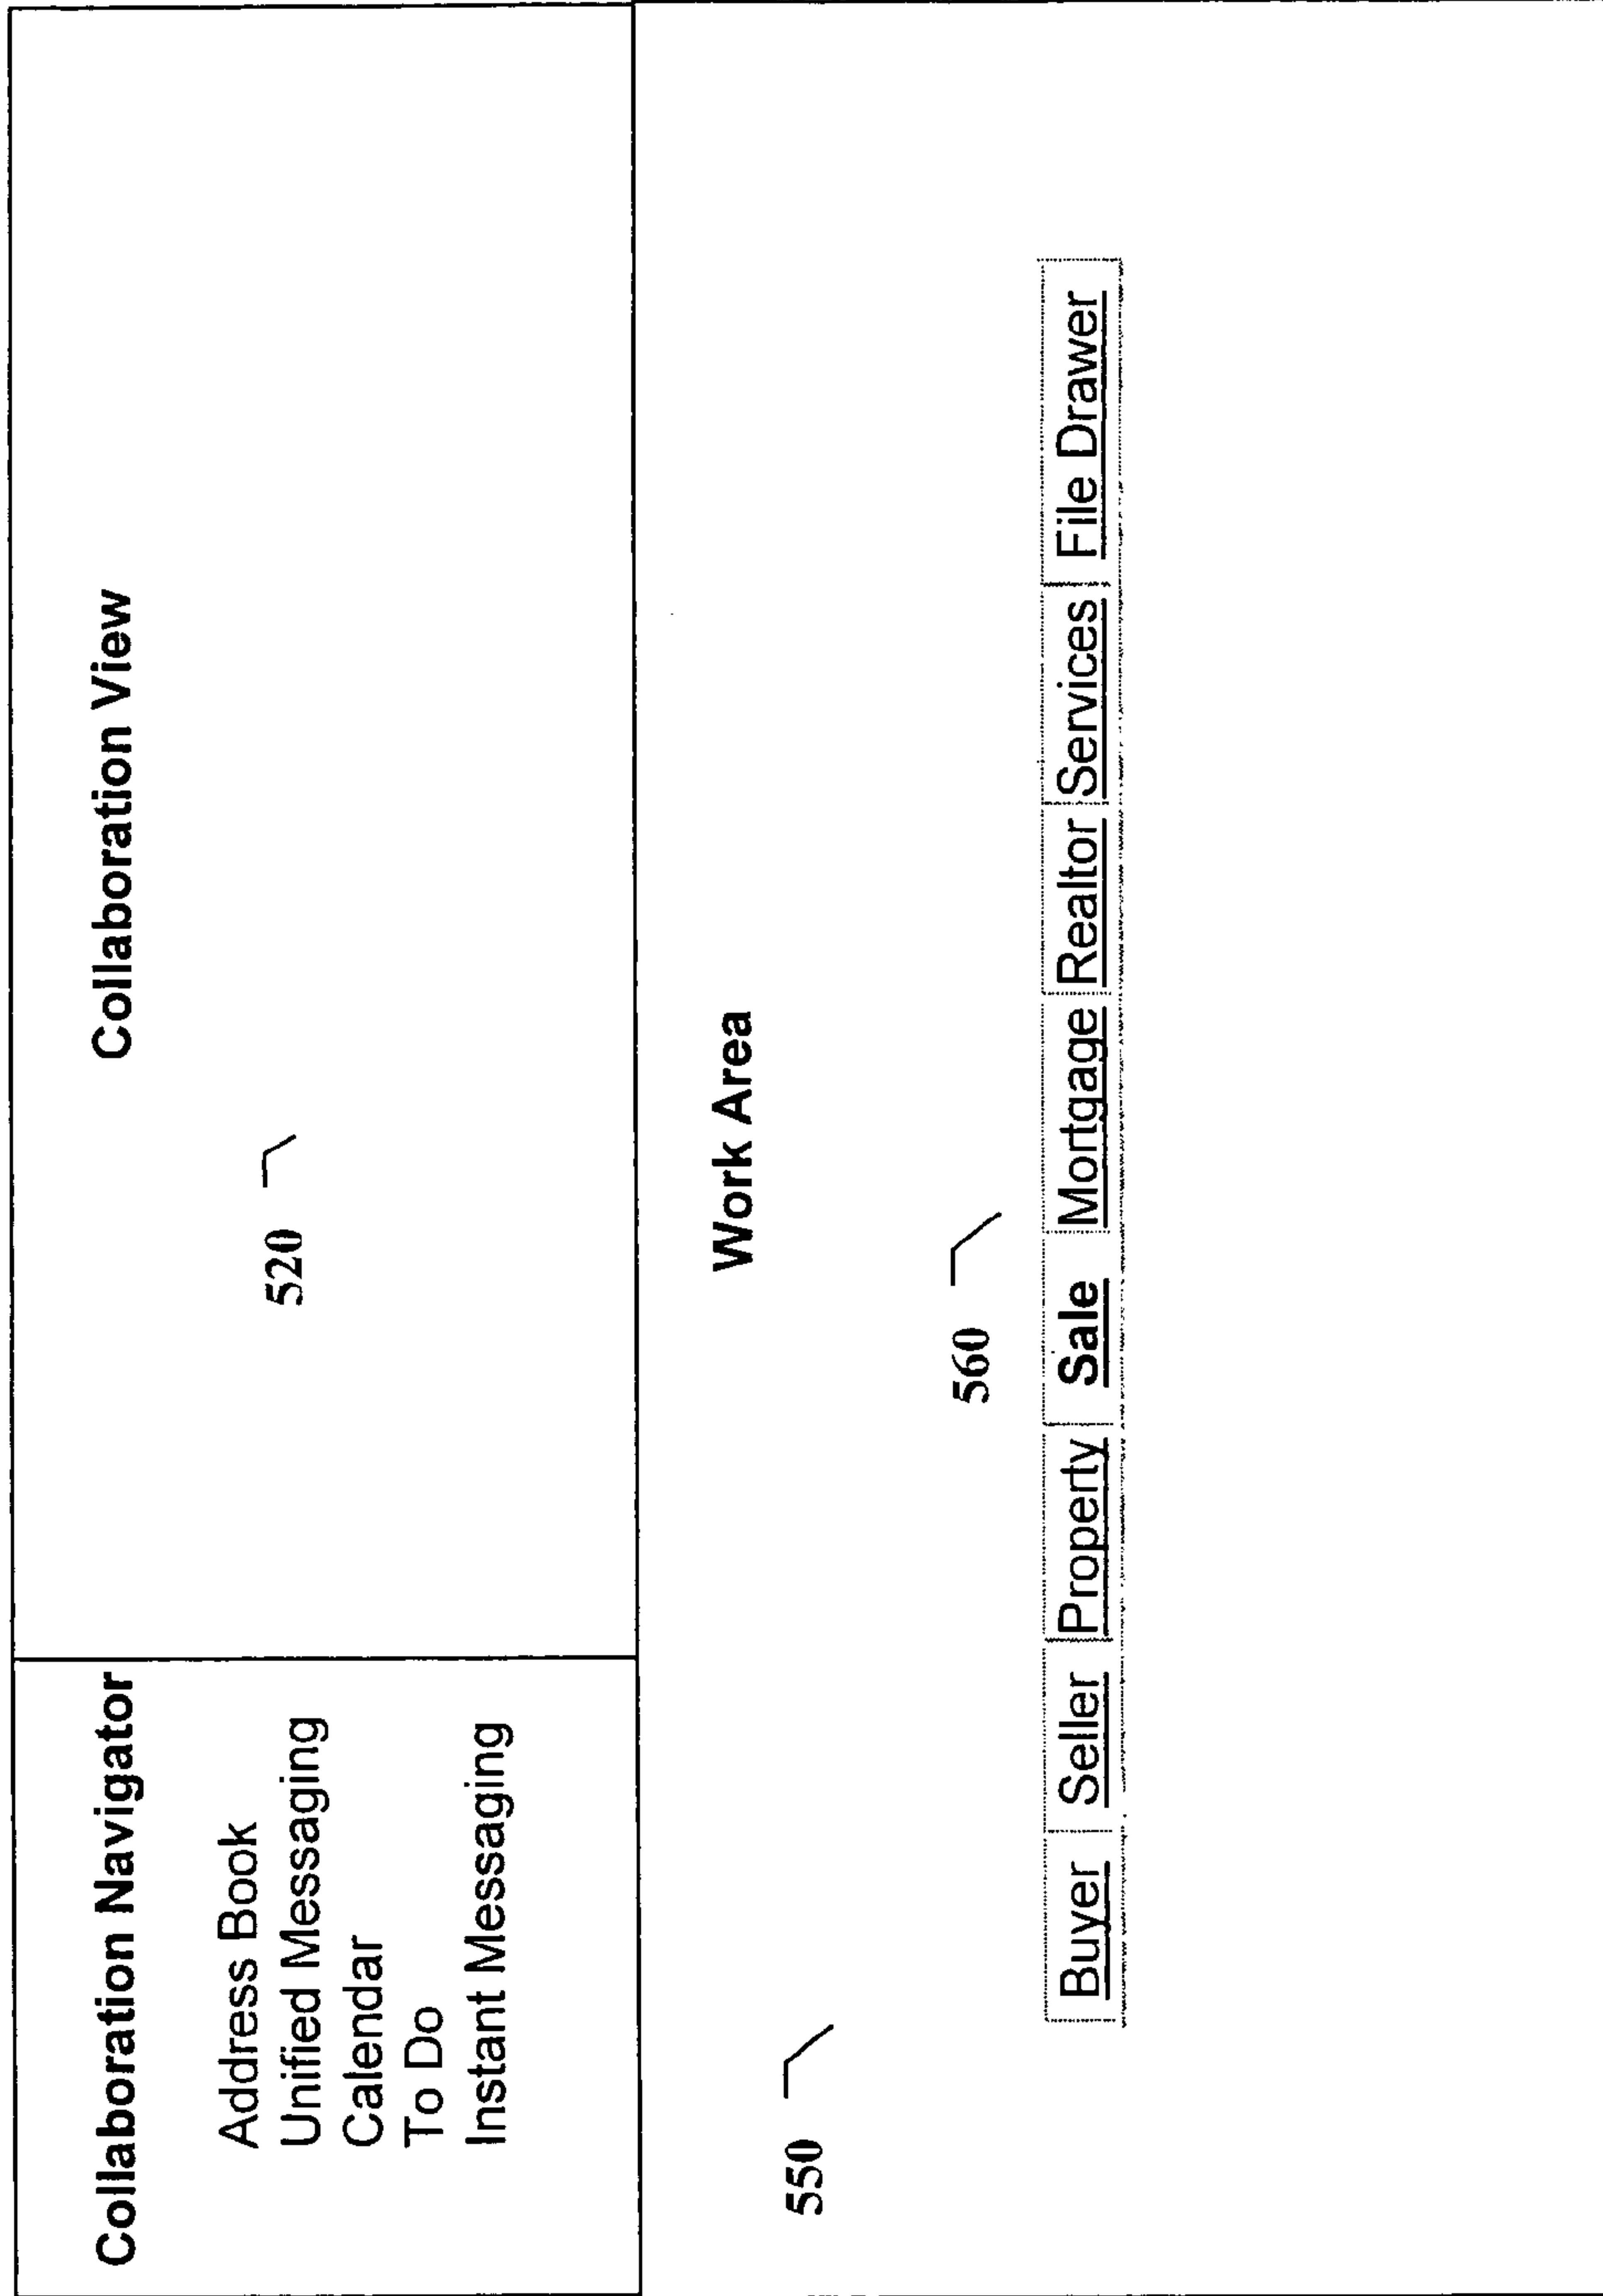 Collaboration Navigator
Address Book
Unified Messaging
Calendar
To Do
Instant Messaging
Collaboration View
520
Work Area
550
560
Buyer Seller Property Sale Mortgage Realtor Services File Drawer